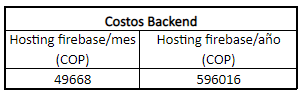 Costos Backend
Hosting firebase/mes Hosting firebase/año
(COP) (COP)
49668 596016